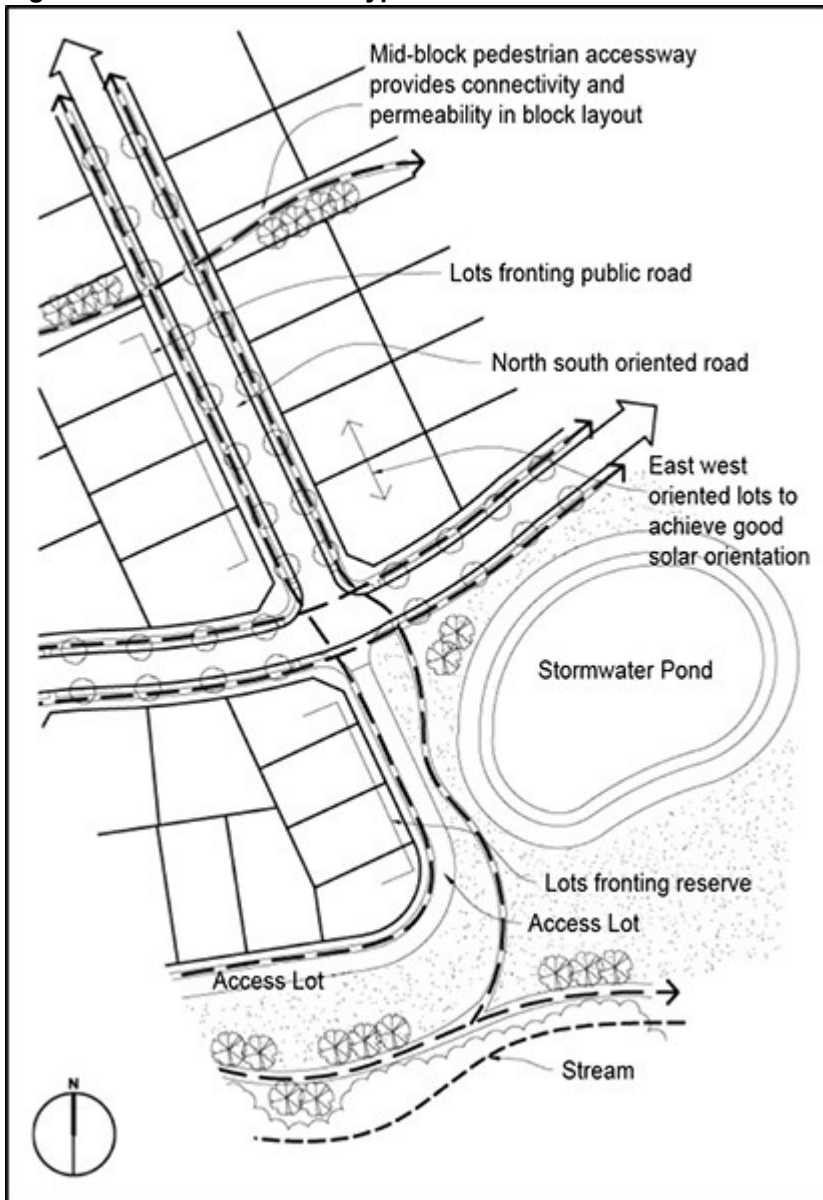 Mid-block pedestrian accessway
provides connectivity and
permeability in block layout
Lots fronting public road
North south oriented road
East west
oriented lots to
achieve good
solar orientation
Stormwater Pond
Lots fronting reserve
Access Lot
Access Lot
Stream
N